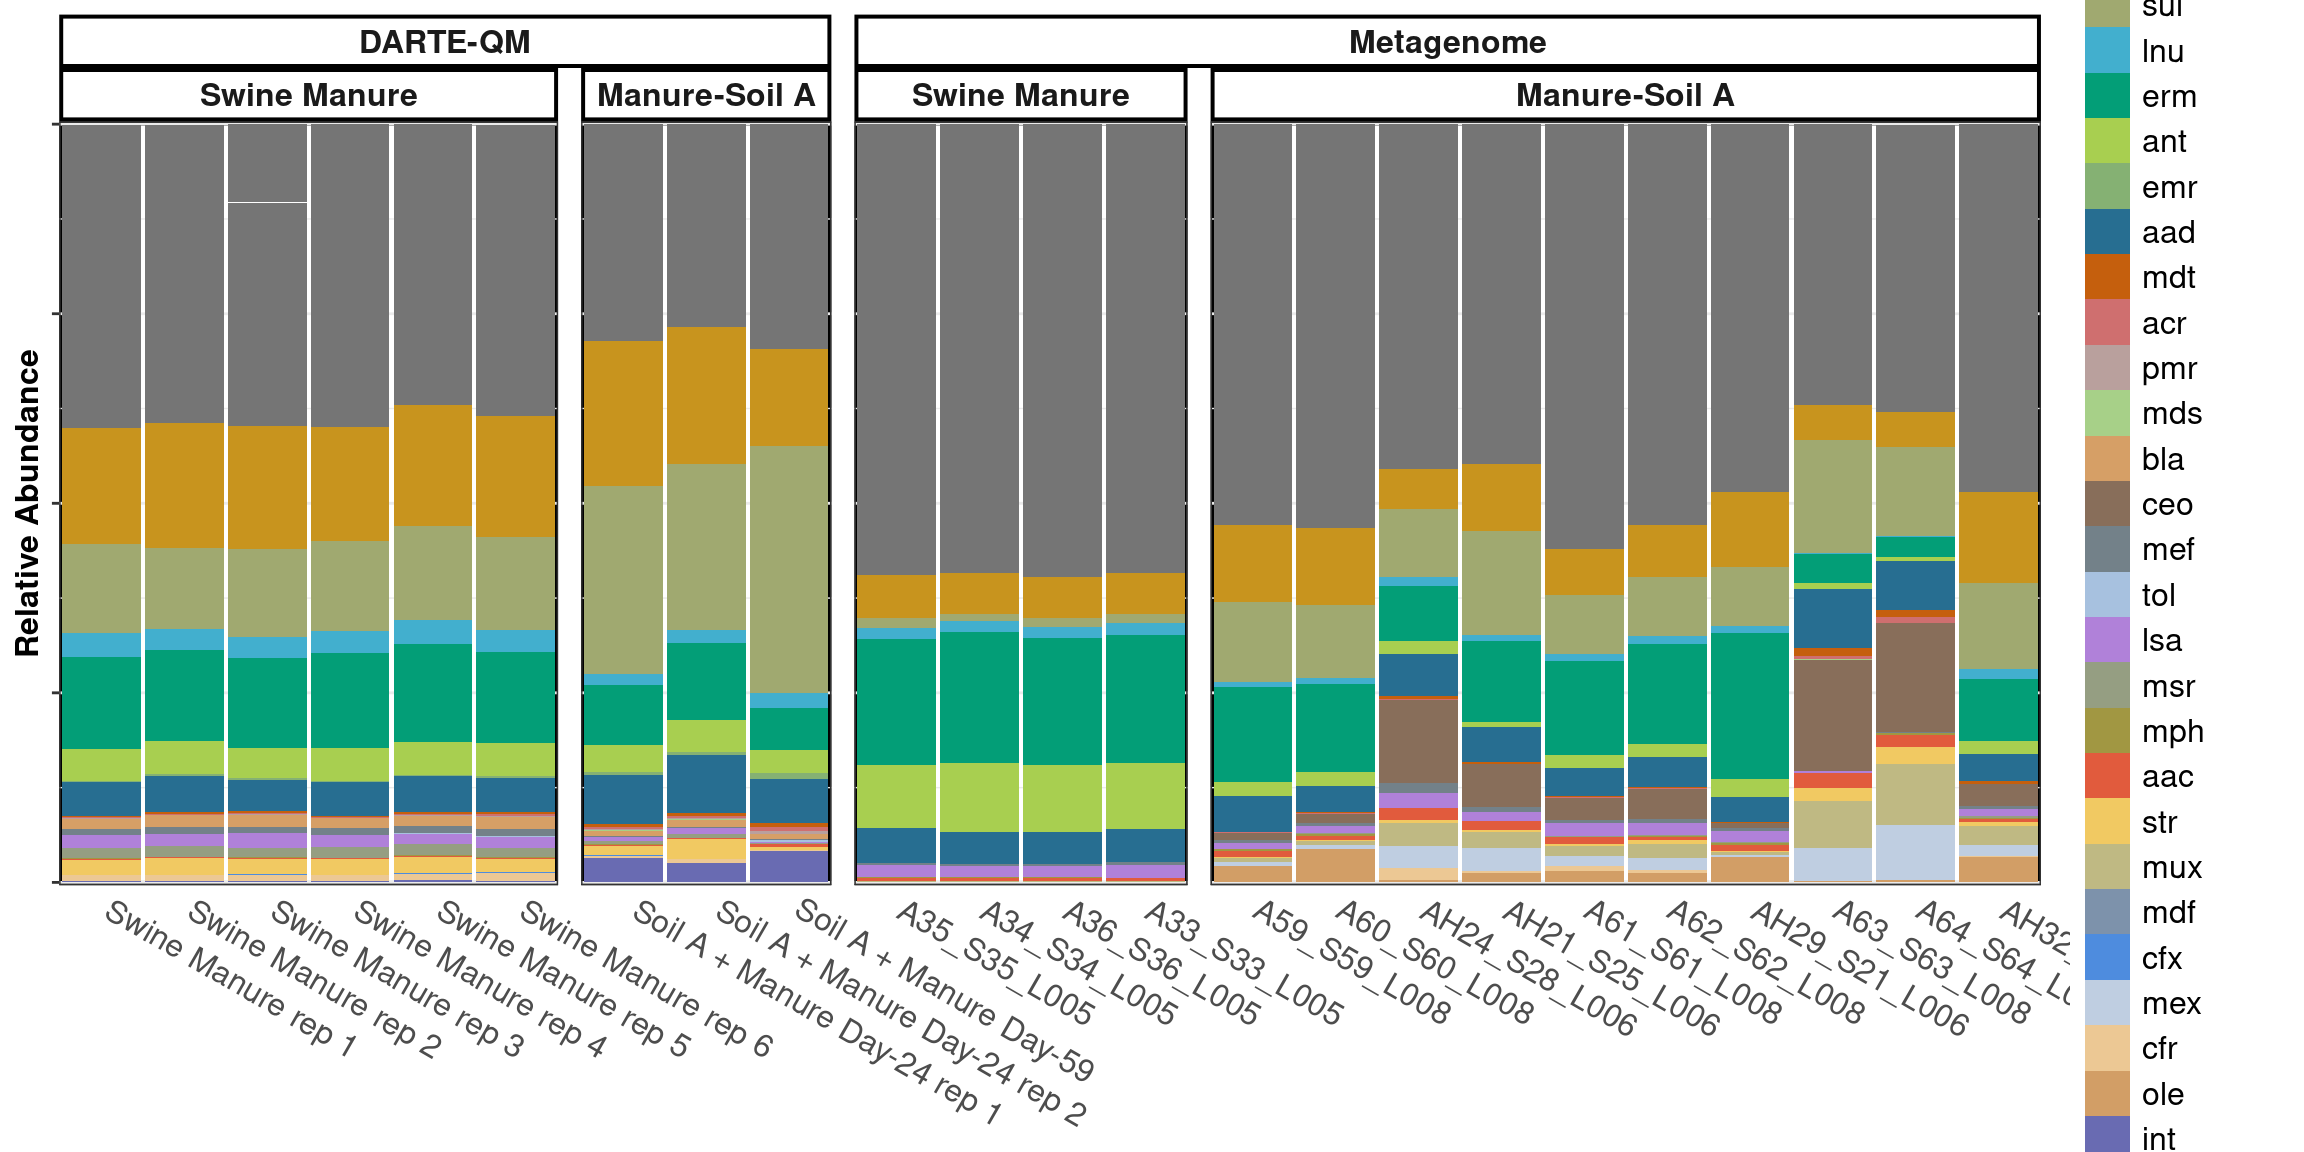 DARTE-QM
Metagenome
Swine Manure
Manure-Soil A
Swine Manure
Manure-Soil A
Relative Abundance
Swine Manure rep 1
Swine Manure rep 2
Swine Manure rep 3
Swine Manure rep 4
Swine Manure rep 5
Swine Manure rep 6
Soil A + Manure Day-24 rep 1
Soil A + Manure Day-24 rep 2
Soil A + Manure Day-59
A35_S35_L005
A34_S34_L005
A36_S36_L005
A33_S33_L005
A59_S59_L008
A60_S60_L008
AH24_S28_L006
AH21_S25_L006
A61_S61_L008
A62_S62_L008
AH29_S21_L006
A63_S63_L008
A64_S64_L0
AH32_
sul
lnu
erm
ant
emr
aad
mdt
acr
pmr
mds
bla
ceo
mef
tol
lsa
msr
mph
aac
str
mux
mdf
cfx
mex
cfr
ole
int